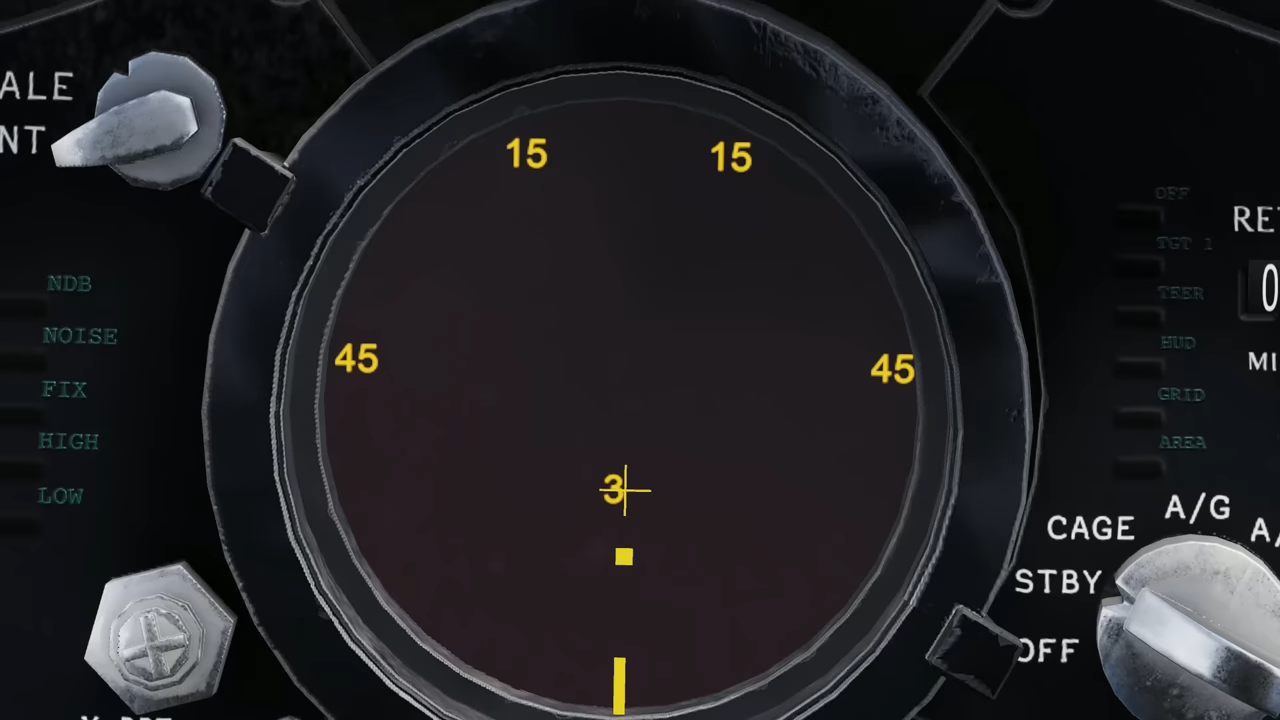 ALE
NT
15
15
45
45
3
NDB
NOISE
FIX
HIGH
LOW
OFF
TGT 1
TEER
HUD
GRID
AREA
RE
0
MI
A/G
CAGE
A/
STBY
OFF